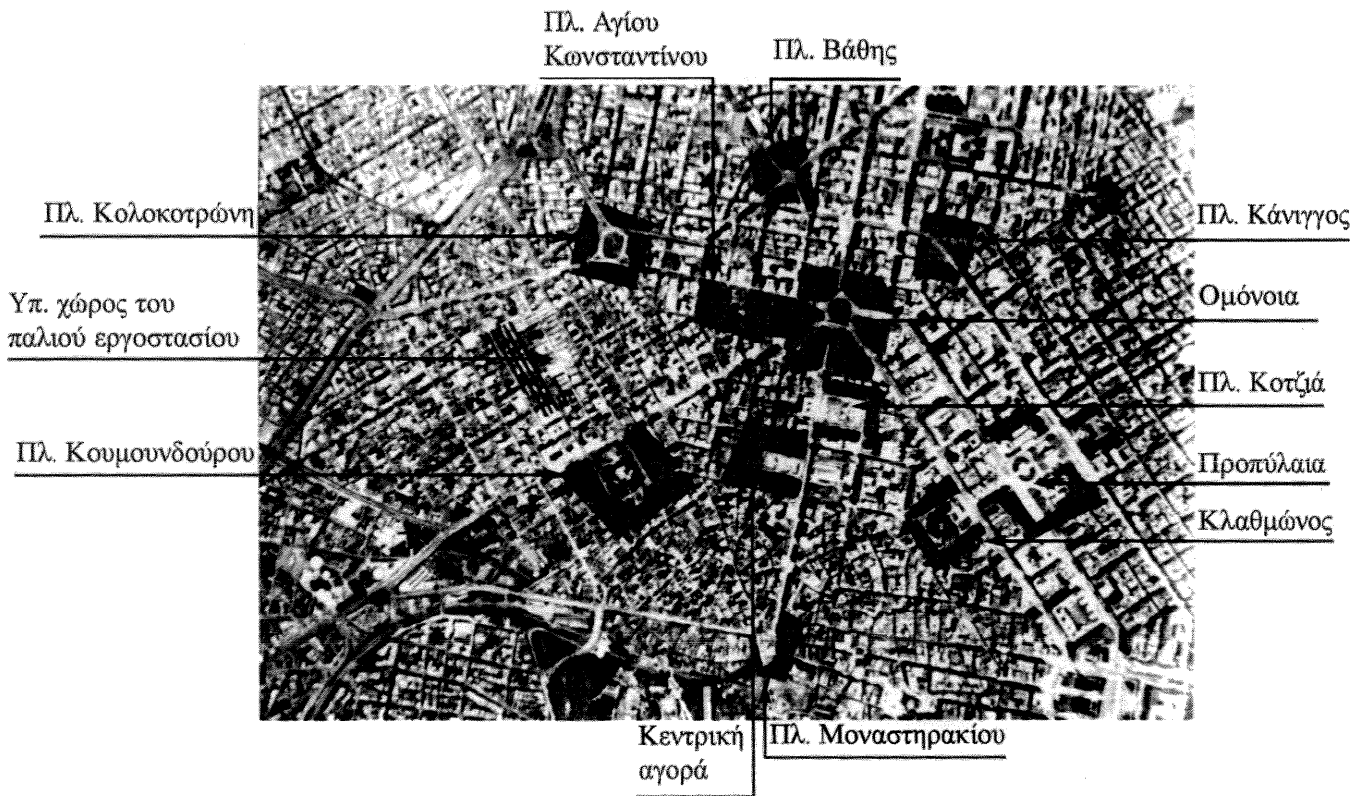 Πλ. Αγίου
Κωνσταντίνου
Πλ. Βάθης
Πλ. Κολοκοτρώνη
Υπ. χώρος του
παλιού εργοστασίου
Πλ. Κουμουνδούρου
Πλ. Κάνιγγος
Ομόνοια
Πλ. Κοτζιά
Προπύλαια
Κλαθμώνος
Κεντρική
αγορά
Πλ. Μοναστηρακίου